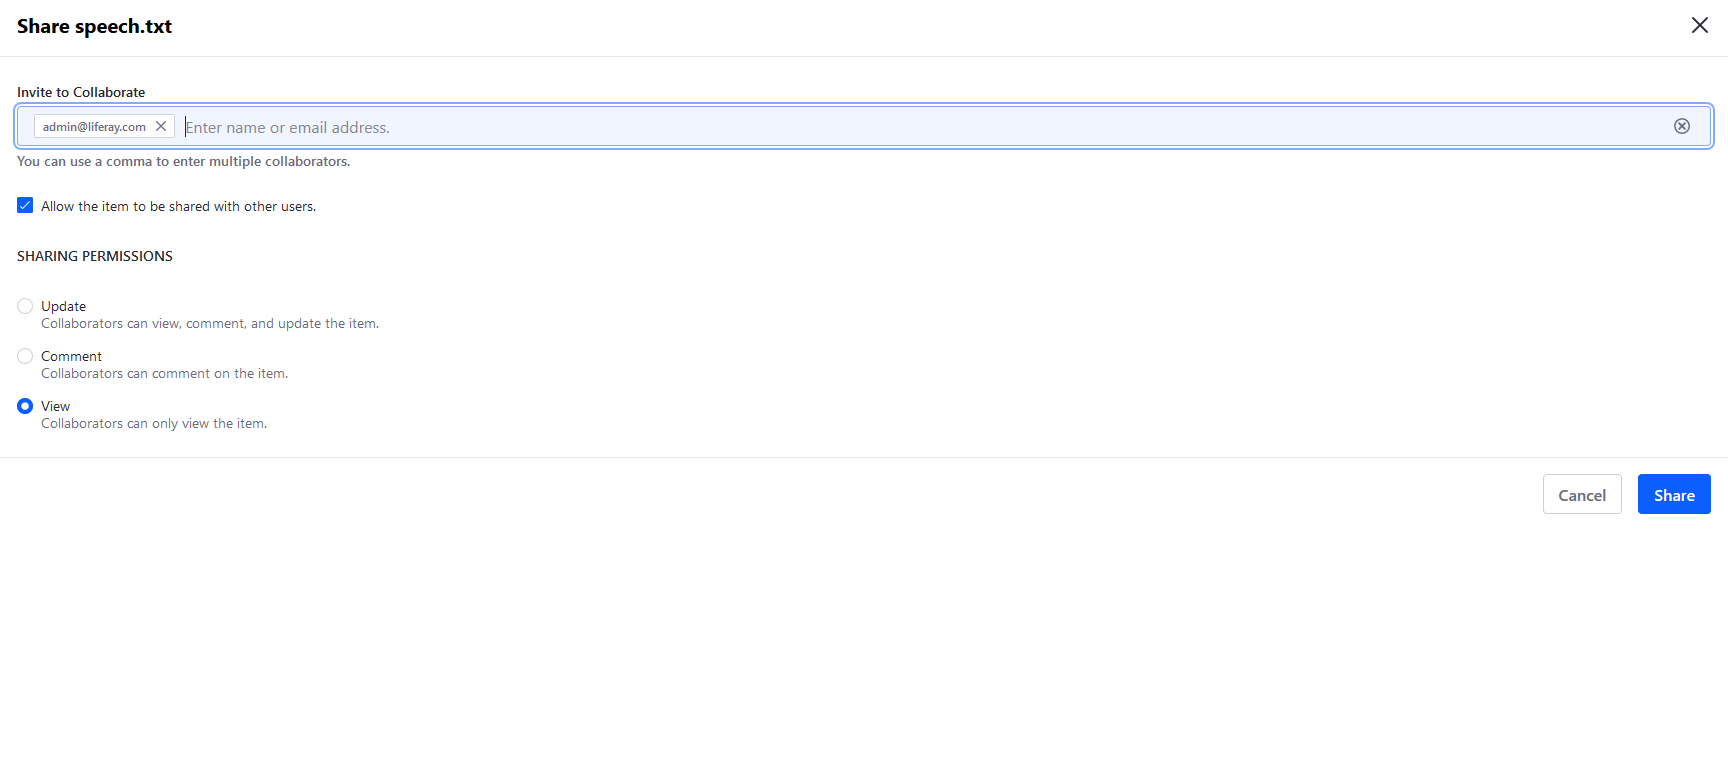 Share speech.txt
Invite to Collaborate
admin@liferay.com Enter name or email address.
You can use a comma to enter multiple collaborators.
Allow the item to be shared with other users.
SHARING PERMISSIONS
Update
Collaborators can view, comment, and update the item.
Comment
Collaborators can comment on the item.
View
Collaborators can only view the item.
Cancel Share